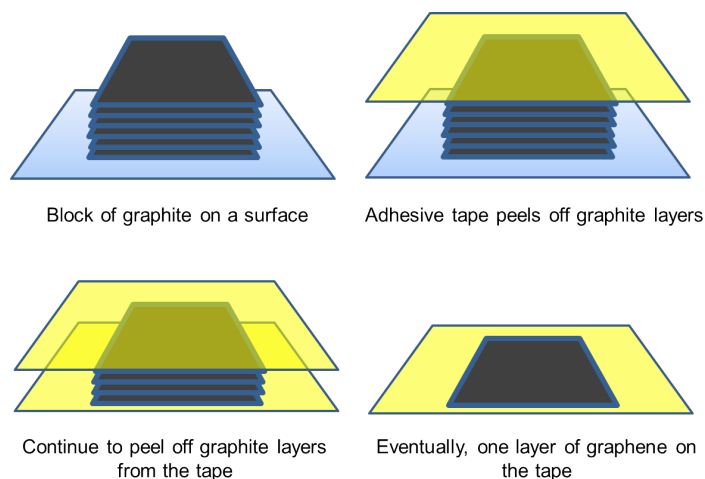 Block of graphite on a surface
Adhesive tape peels off graphite layers
Continue to peel off graphite layers
from the tape
Eventually, one layer of graphene on
the tape